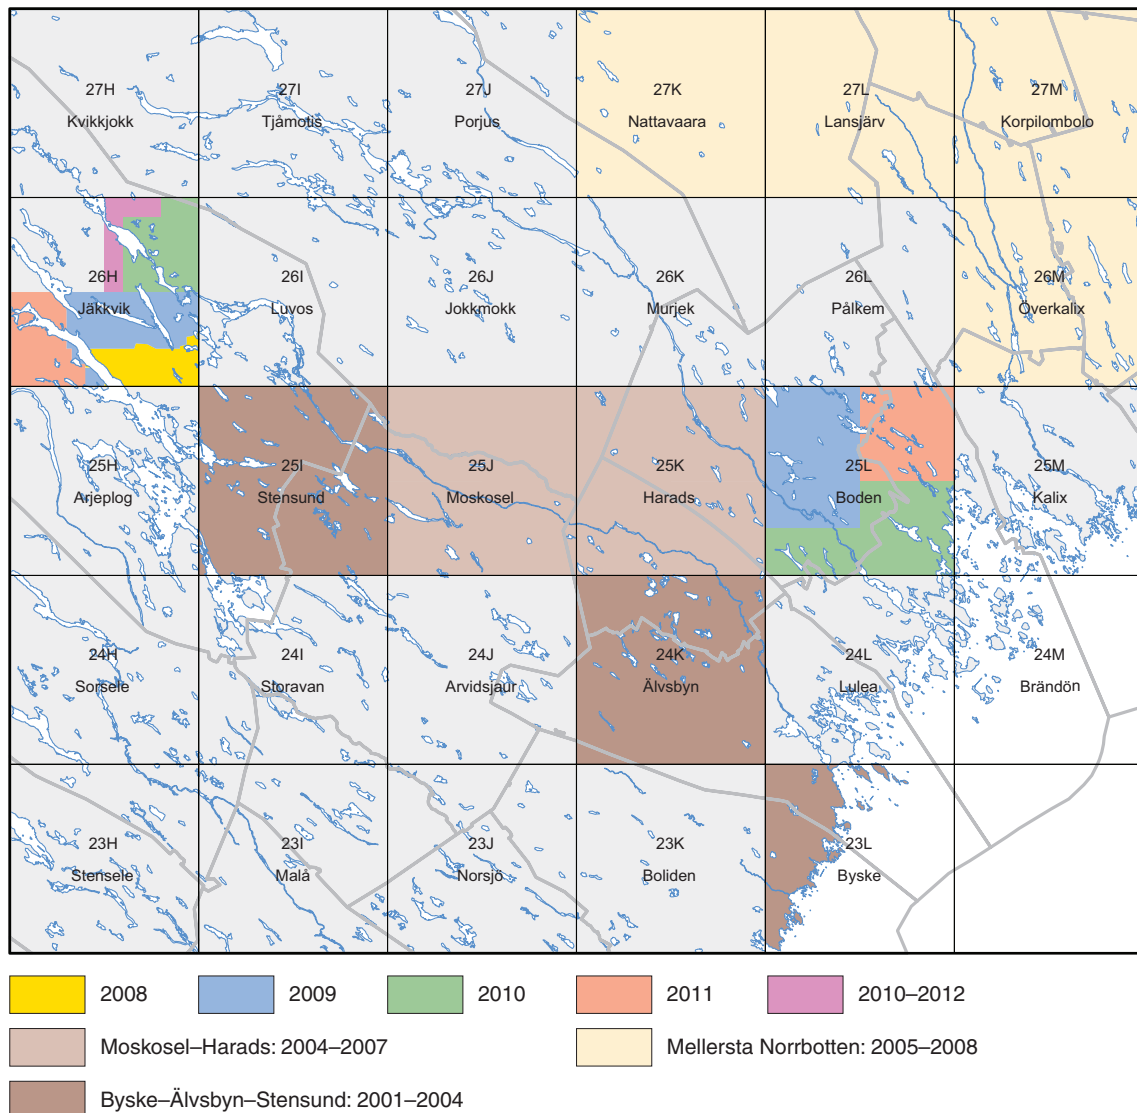 27H
Kvikkjokk
27I
Tjåmotis
27J
Porjus
27K
Nattavaara
27L
Lansjärv
27M
Korpilombolo
26H
Jäkkvik
26I
Luvos
26J
Jokkmokk
26K
Murjek
26L
Pålkem
26M
Överkalix
25H
Arjeplog
25I
Stensund
25J
Moskosel
25K
Harads
25L
Boden
25M
Kalix
24H
Sorsele
24I
Storavan
24J
Arvidsjaur
24K
Älvsbyn
24L
Lulea
24M
Brändön
23H
Stensele
23I
Malå
23J
Norsjö
23K
Boliden
23L
Byske
2008
2009
2010
2011
2010–2012
Moskosel–Harads: 2004–2007
Mellersta Norrbotten: 2005–2008
Byske–Älvsbyn–Stensund: 2001–2004